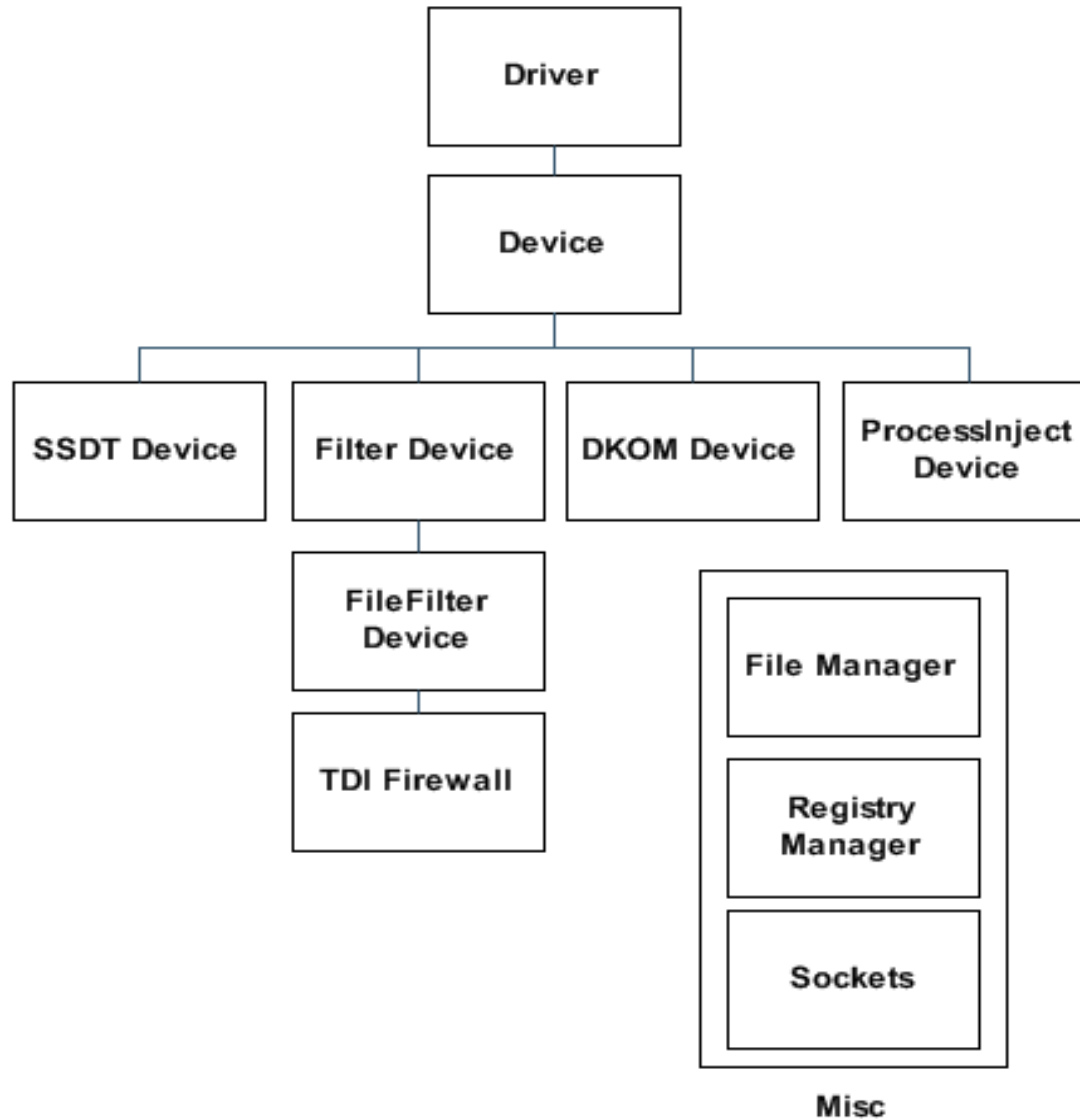 Driver
Device
SSDT Device
Filter Device
DKOM Device
ProcessInject
Device
FileFilter
Device
TDI Firewall
File Manager
Registry
Manager
Sockets
Misc